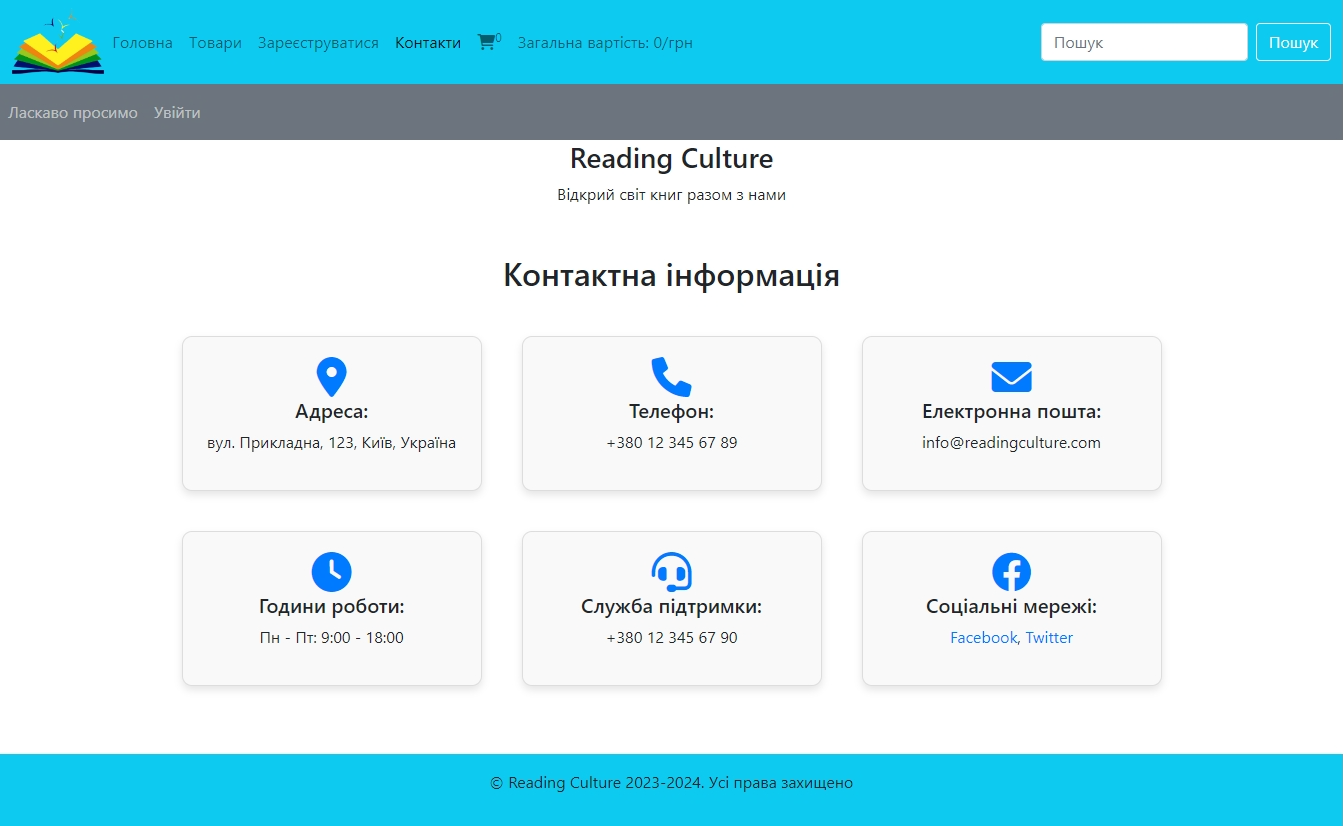 Головна Товари Зареєструватися Контакти 0 Загальна вартість: 0/грн Пошук Пошук
Ласкаво просимо Увійти
Reading Culture
Відкрий світ книг разом з нами
Контактна інформація
Адреса:
вул. Прикладна, 123, Київ, Україна
Телефон:
+380 12 345 67 89
Електронна пошта:
info@readingculture.com
Години роботи:
Пн - Пт: 9:00 - 18:00
Служба підтримки:
+380 12 345 67 90
Соціальні мережі:
Facebook, Twitter
© Reading Culture 2023-2024. Усі права захищено